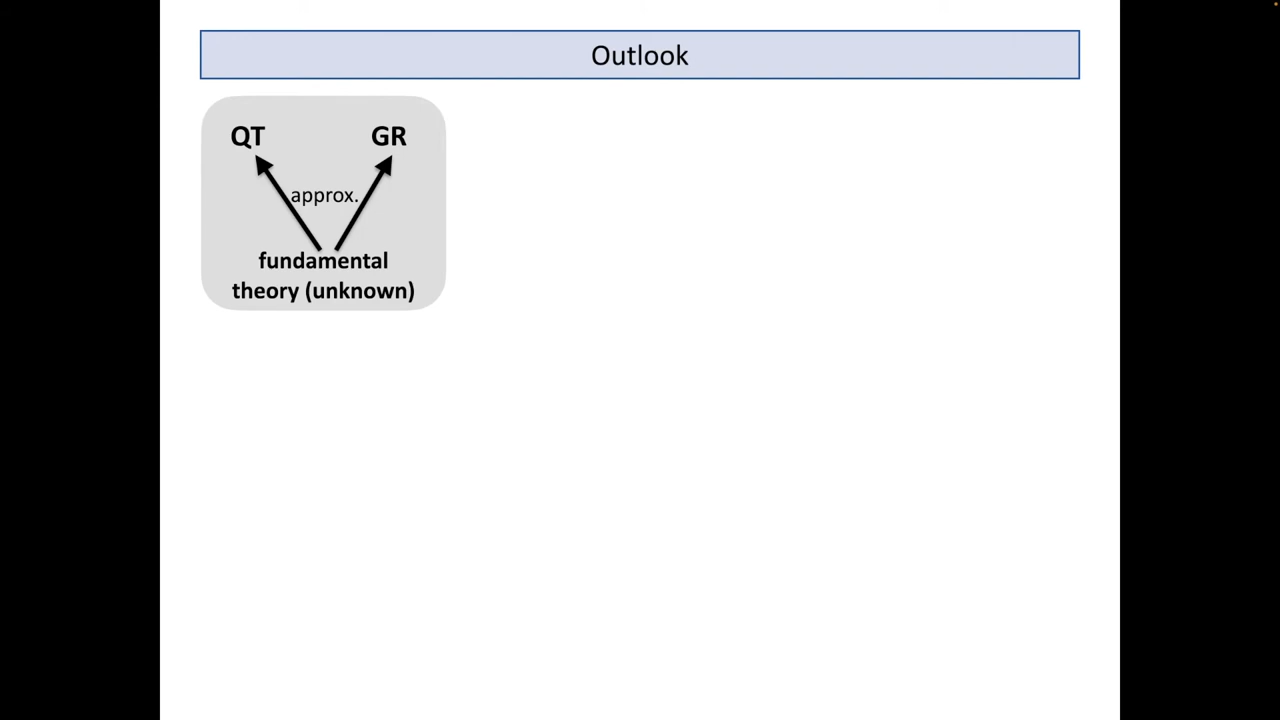 Outlook
QT GR
approx.
fundamental
theory (unknown)